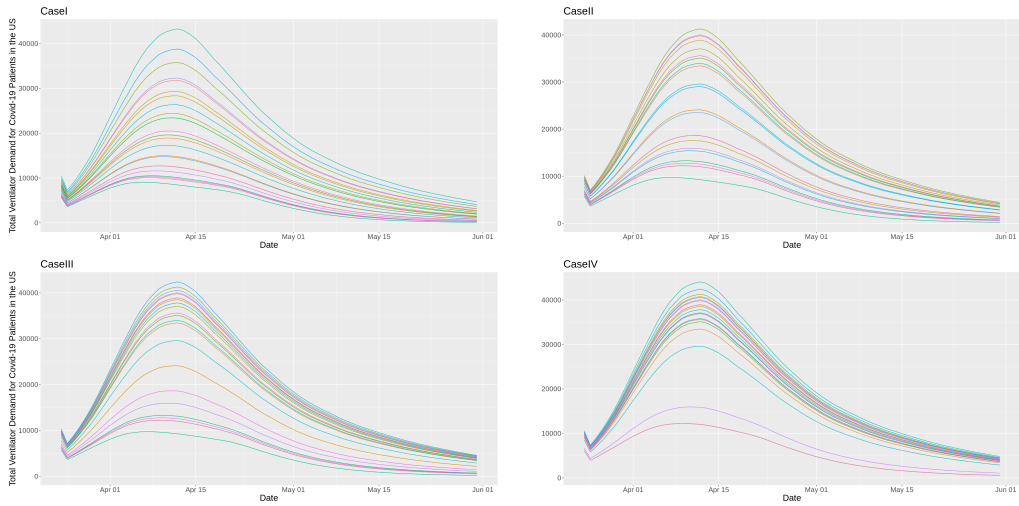 CaseI
Total Ventilator Demand for Covid-19 Patients in the US
40000
30000
20000
10000
0
Apr 01
Apr 15
May 01
May 15
Jun 01
Date
CaseII
40000
30000
20000
10000
0
Apr 01
Apr 15
May 01
May 15
Jun 01
Date
CaseIII
Total Ventilator Demand for Covid-19 Patients in the US
40000
30000
20000
10000
0
Apr 01
Apr 15
May 01
May 15
Jun 01
Date
CaseIV
40000
30000
20000
10000
0
Apr 01
Apr 15
May 01
May 15
Jun 01
Date